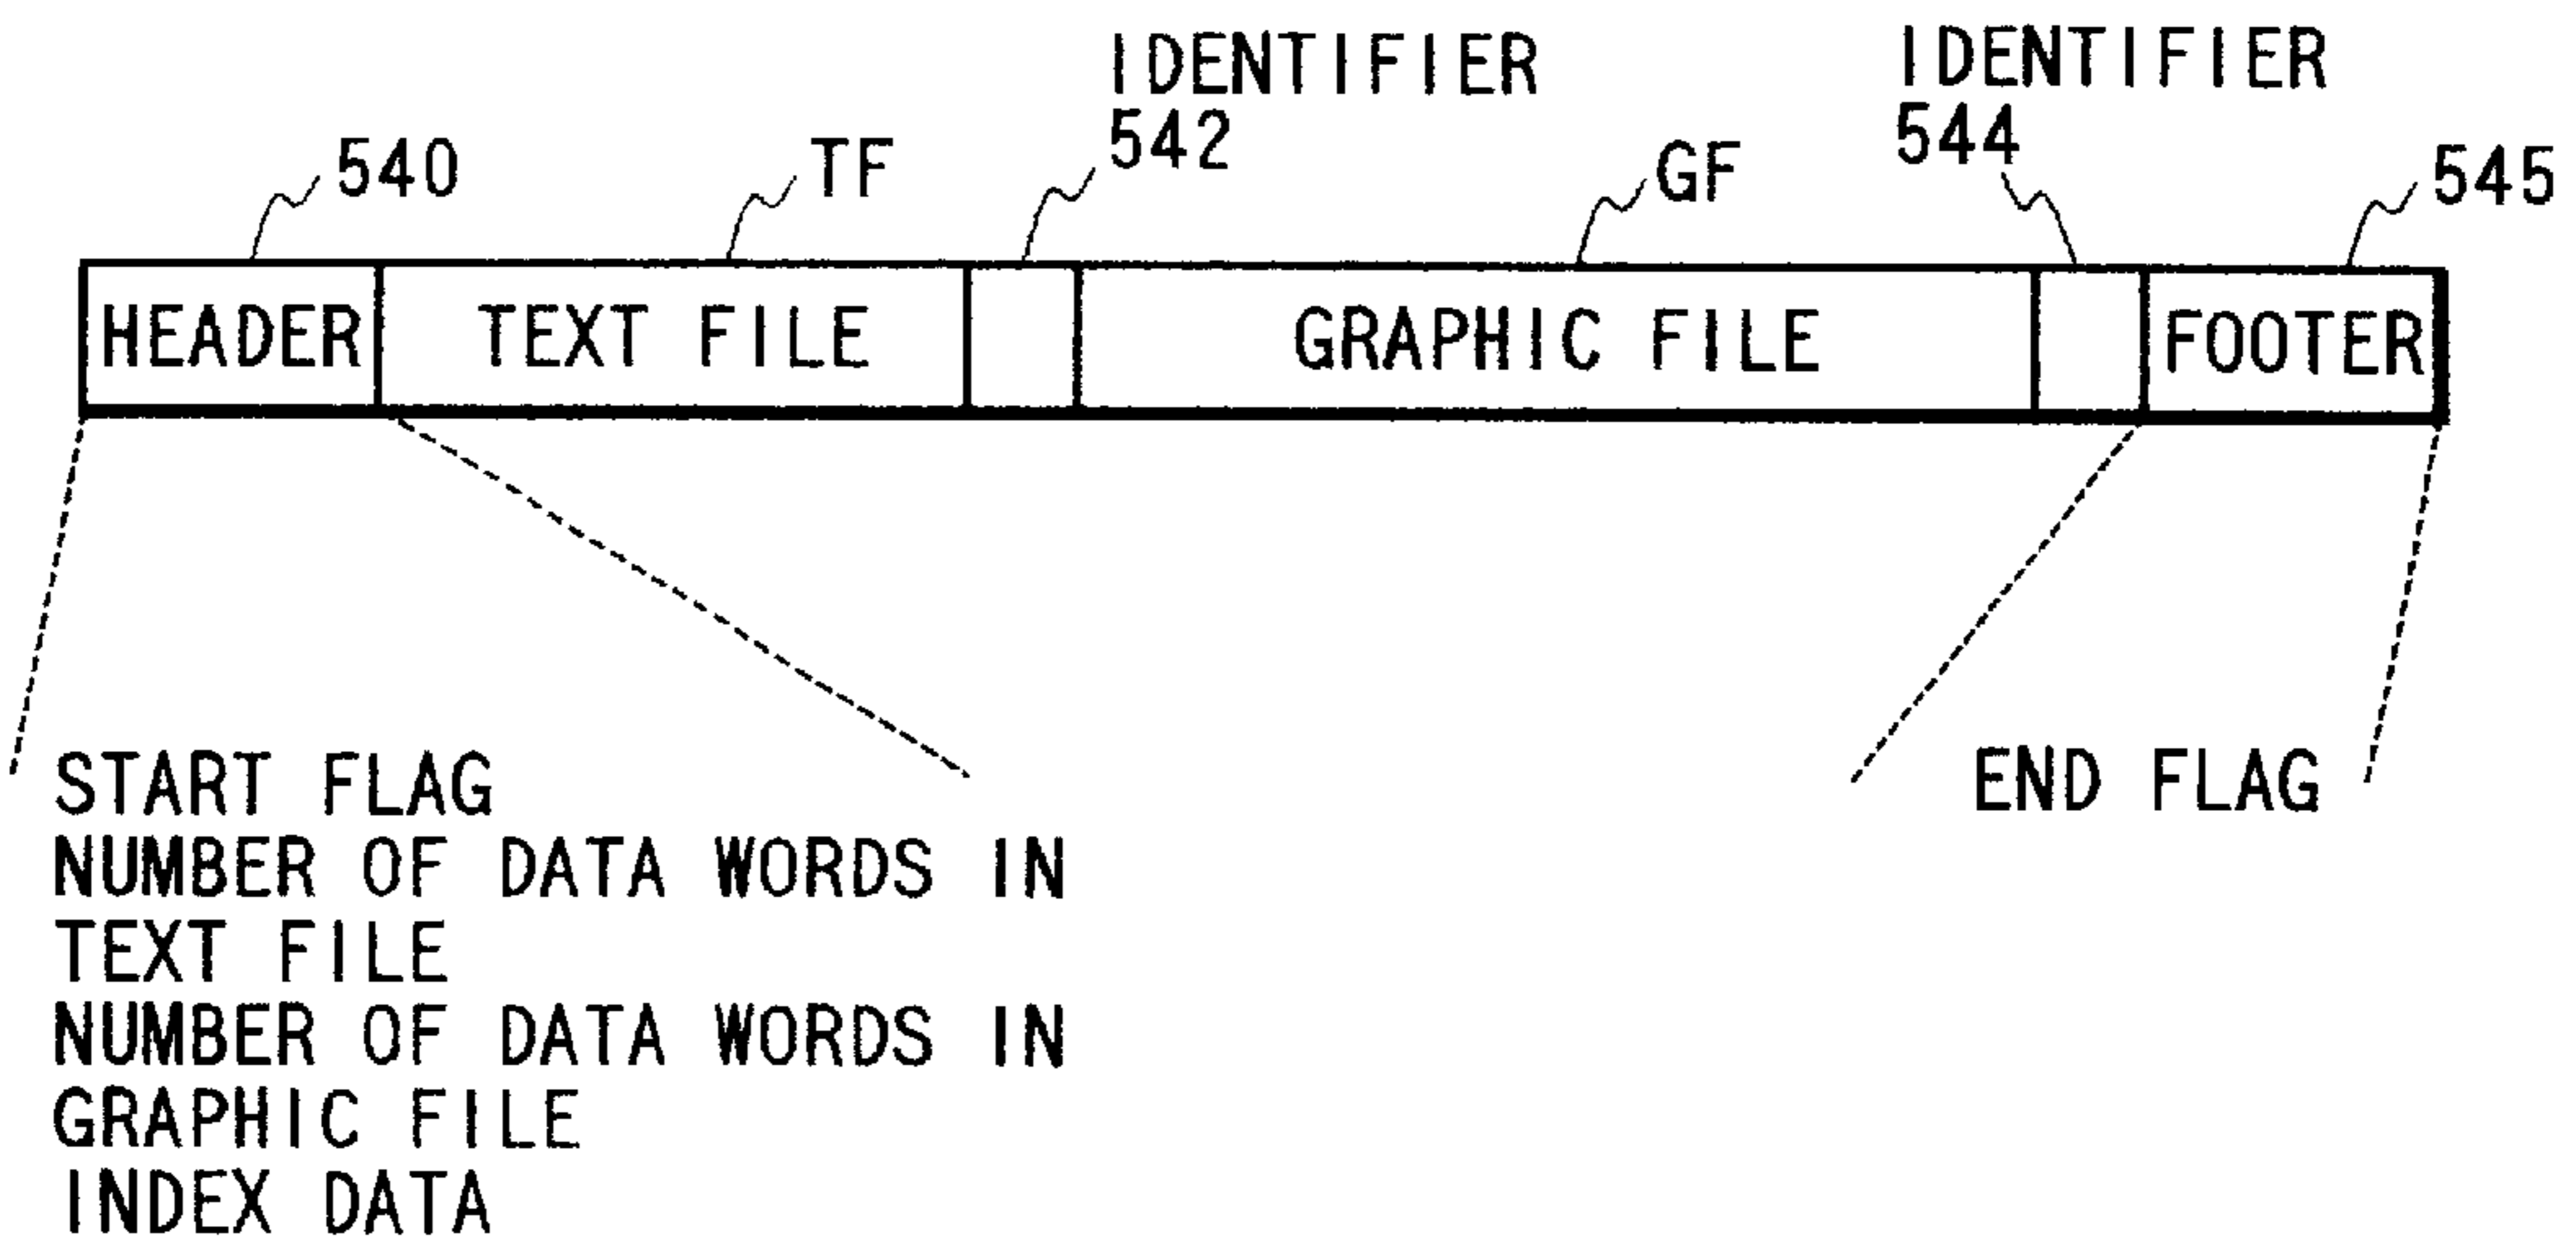 IDENTIFIER
542
IDENTIFIER
544
540
TF
GF
545
HEADER
TEXT FILE
GRAPHIC FILE
FOOTER
START FLAG
NUMBER OF DATA WORDS IN
TEXT FILE
NUMBER OF DATA WORDS IN
GRAPHIC FILE
INDEX DATA
END FLAG